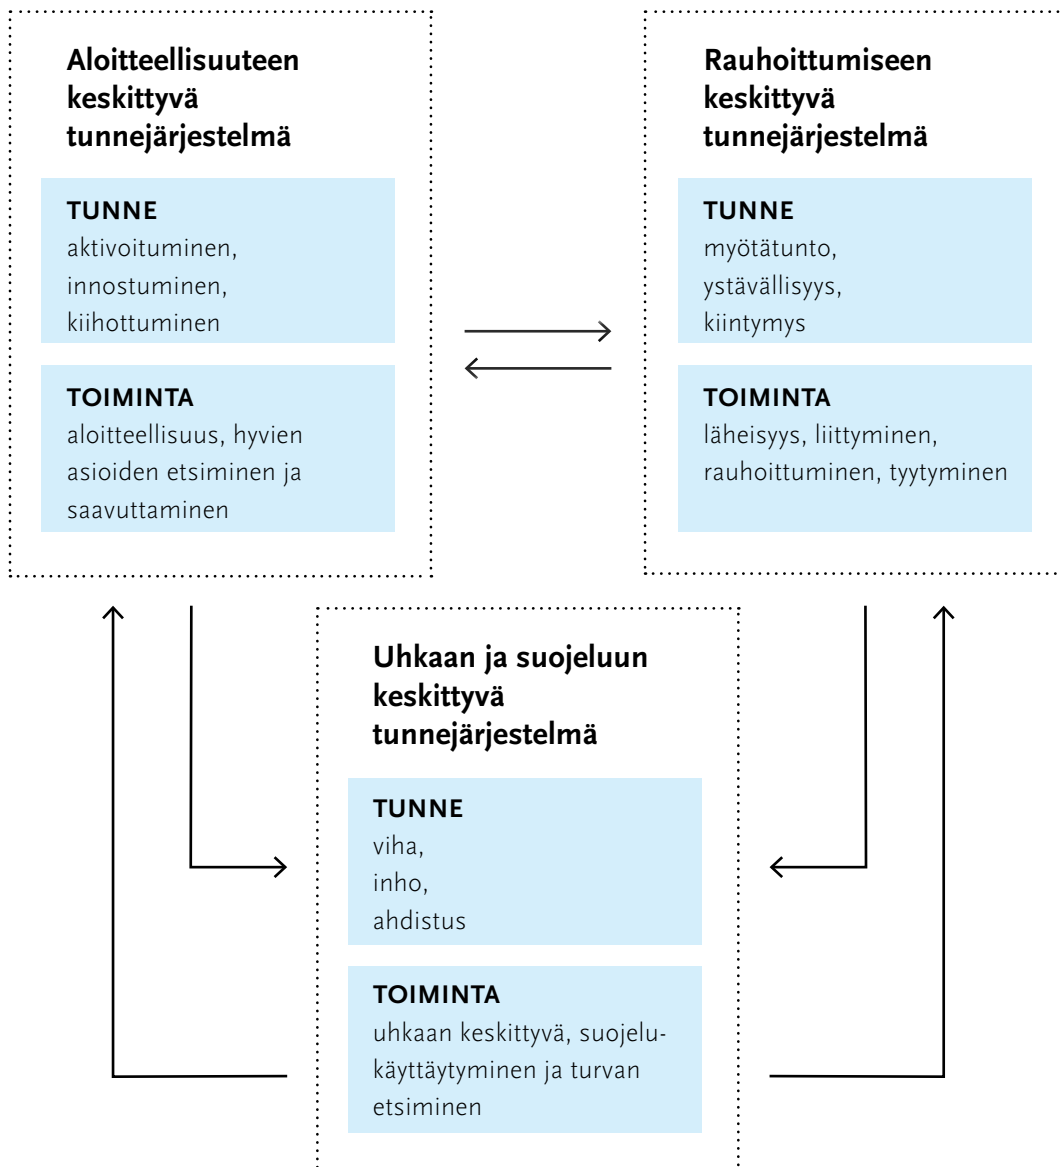 Aloitteellisuuteen
keskittyvä
tunnejärjestelmä
TUNNE
aktivoituminen,
innostuminen,
kiihottuminen
TOIMINTA
aloitteellisuus, hyvien
asioiden etsiminen ja
saavuttaminen
Rauhoittumiseen
keskittyvä
tunnejärjestelmä
TUNNE
myötätunto,
ystävällisyys,
kiintymys
TOIMINTA
läheisyys, liittyminen,
rauhoittuminen, tyytyminen
Uhkaan ja suojeluun
keskittyvä
tunnejärjestelmä
TUNNE
viha,
inho,
ahdistus
TOIMINTA
uhkaan keskittyvä, suojelu-
käyttäytyminen ja turvan
etsiminen